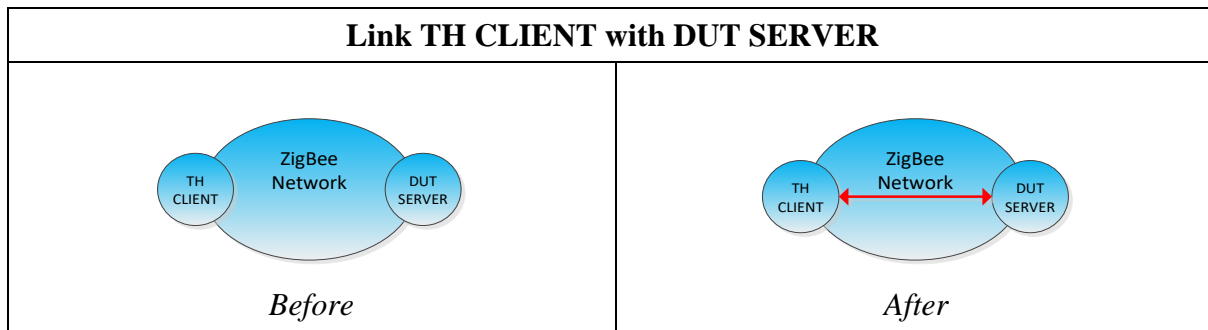 Link TH CLIENT with DUT SERVER
ZigBee
Network
TH
CLIENT
DUT
SERVER
Before
ZigBee
Network
TH
CLIENT
DUT
SERVER
After